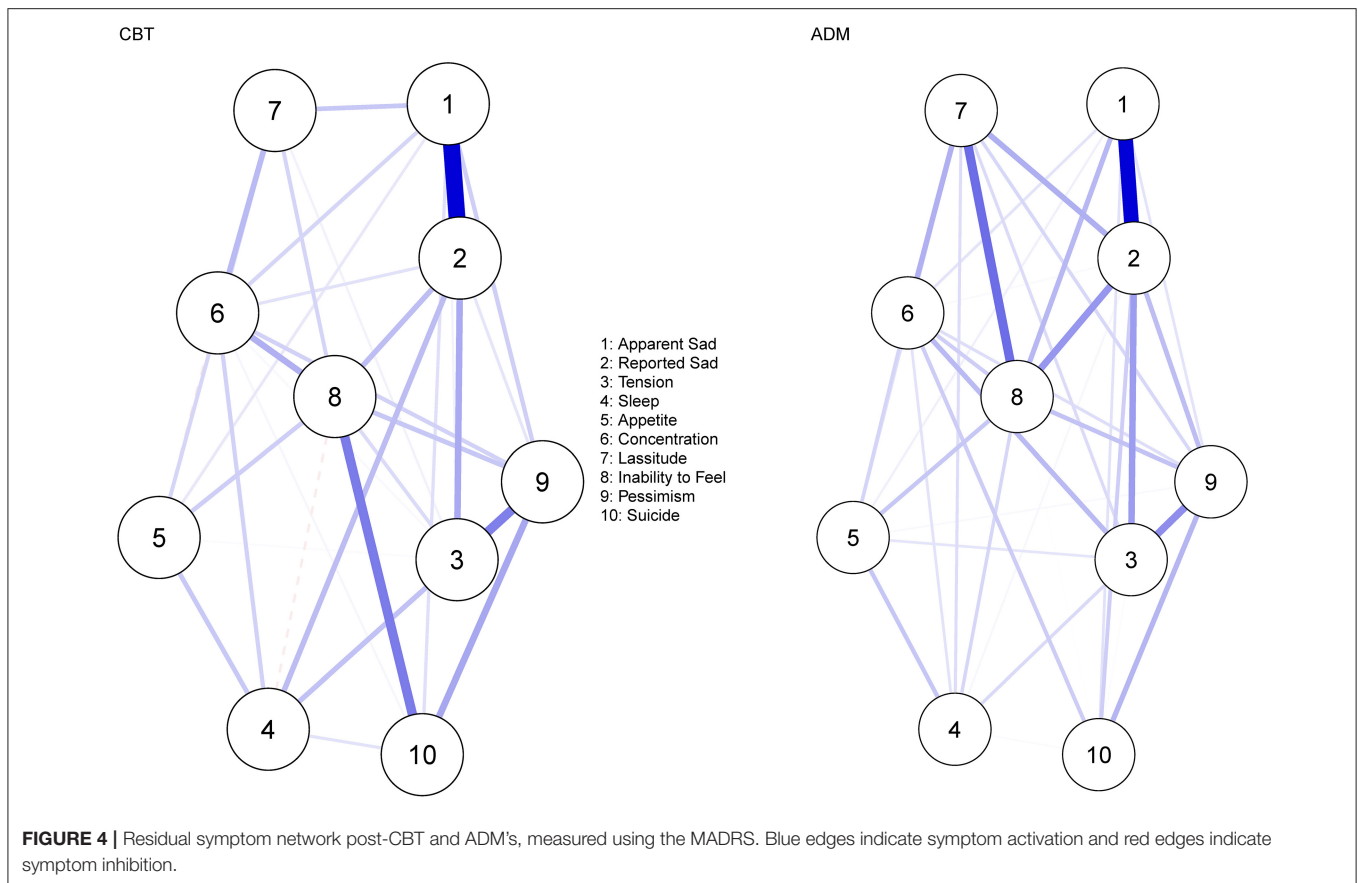 CBT
ADM
7
1
7
1
2
2
6
6
8
8
1: Apparent Sad
2: Reported Sad
3: Tension
4: Sleep
5: Appetite
6: Concentration
7: Lassitude
8: Inability to Feel
9: Pessimism
10: Suicide
9
9
5
3
5
3
4
10
4
10
FIGURE 4 | Residual symptom network post-CBT and ADM's, measured using the MADRS. Blue edges indicate symptom activation and red edges indicate
symptom inhibition.